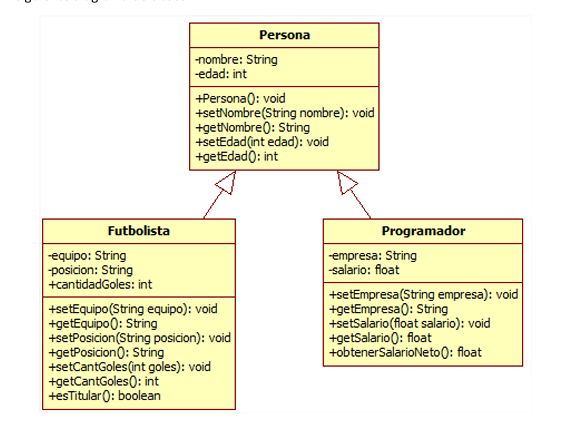 Persona
-nombre: String
-edad: int
+Persona(): void
+setNombre(String nombre): void
+getNombre(): String
+setEdad(int edad): void
+getEdad(): int
Futbolista
-equipo: String
-posicion: String
+cantidadGoles: int
+setEquipo(String equipo): void
+getEquipo(): String
+setPosicion(String posicion): void
+getPosicion(): String
+setCantGoles(int goles): void
+getCantGoles(): int
+esTitular(): boolean
Programador
-empresa: String
-salario: float
+setEmpresa(String empresa): void
+getEmpresa(): String
+setSalario(float salario): void
+getSalario(): float
+obtenerSalarioNeto(): float